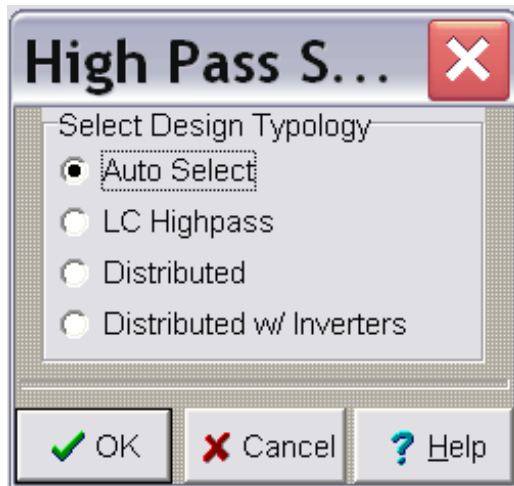 High Pass S...
Select Design Typology
Auto Select
LC Highpass
Distributed
Distributed w/ Inverters
OK Cancel ? Help